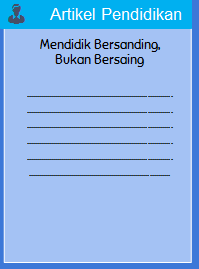 Artikel Pendidikan
Mendidik Bersanding,
Bukan Bersaing